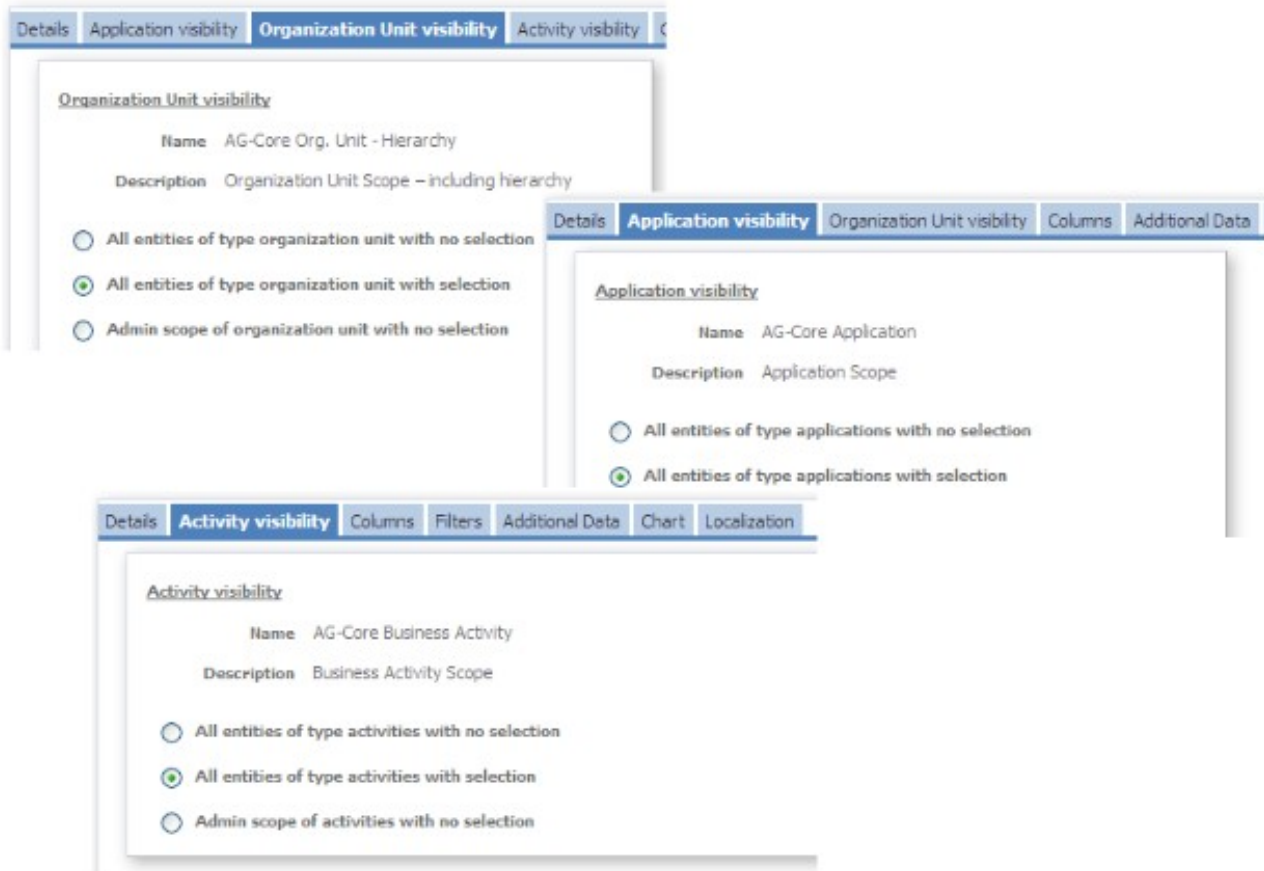 Details Application visibility Organization Unit visibility Activity visibility
Organization Unit visibility
Name AG-Core Org. Unit - Hierarchy
Description Organization Unit Scope – including hierarchy
All entities of type organization unit with no selection
All entities of type organization unit with selection
Admin scope of organization unit with no selection
Details Application visibility Organization Unit visibility Columns Additional Data
Application visibility
Name AG-Core Application
Description Application Scope
All entities of type applications with no selection
All entities of type applications with selection
Details Activity visibility Columns Filters Additional Data Chart Localization
Activity visibility
Name AG-Core Business Activity
Description Business Activity Scope
All entities of type activities with no selection
All entities of type activities with selection
Admin scope of activities with no selection